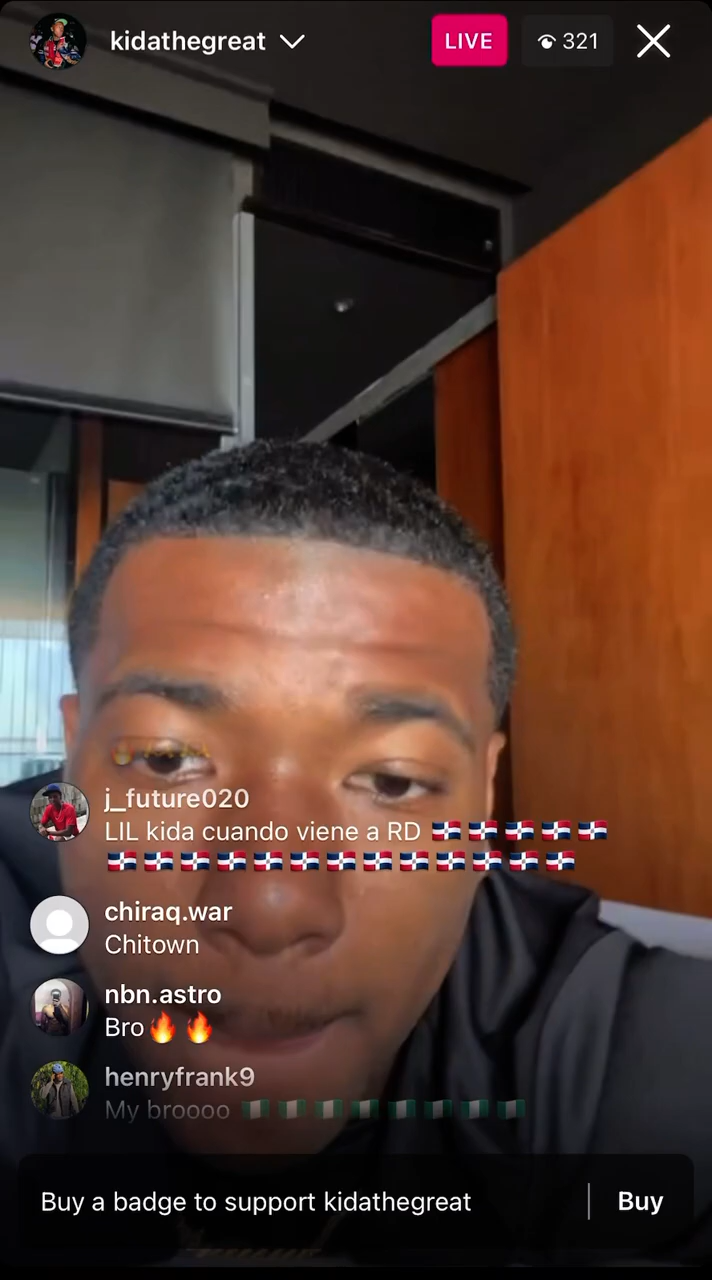 kidathegreat
LIVE
321
j_future020
LIL kida cuando viene a RD 🇩🇴🇩🇴🇩🇴🇩🇴🇩🇴
🇩🇴🇩🇴🇩🇴🇩🇴🇩🇴🇩🇴🇩🇴🇩🇴🇩🇴🇩🇴🇩🇴🇩🇴🇩🇴
chiraq.war
Chitown
nbn.astro
Bro🔥🔥
henryfrank9
My broooo 🇳🇬🇳🇬🇳🇬🇳🇬🇳🇬🇳🇬🇳🇬🇳🇬
Buy a badge to support kidathegreat
Buy